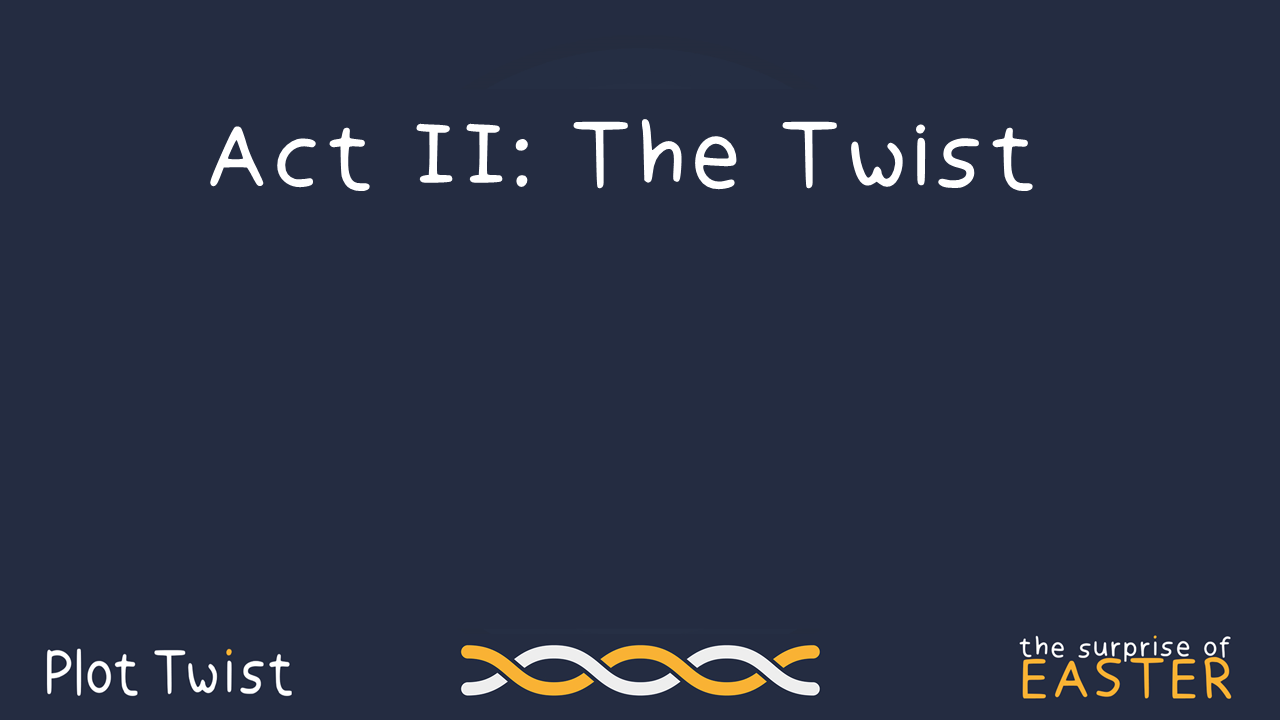 Act II: The Twist
Plot Twist
the surprise of
EASTER